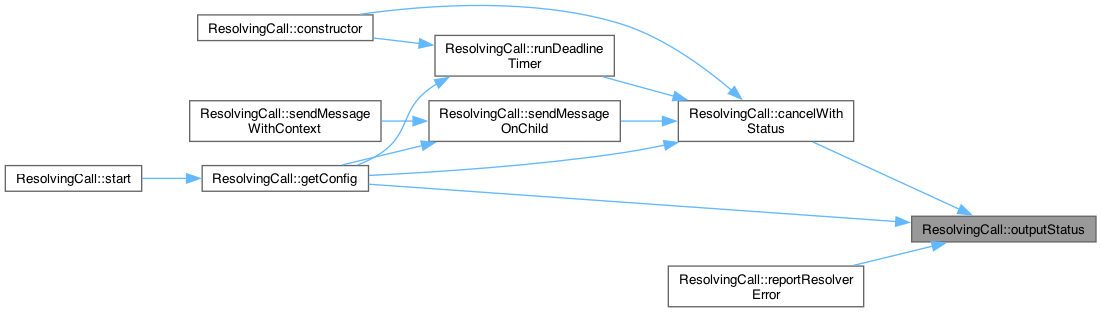 ResolvingCall::constructor
ResolvingCall::runDeadline
Timer
ResolvingCall::sendMessage
WithContext
ResolvingCall::sendMessage
OnChild
ResolvingCall::cancelWith
Status
ResolvingCall::start
ResolvingCall::getConfig
ResolvingCall::outputStatus
ResolvingCall::reportResolver
Error